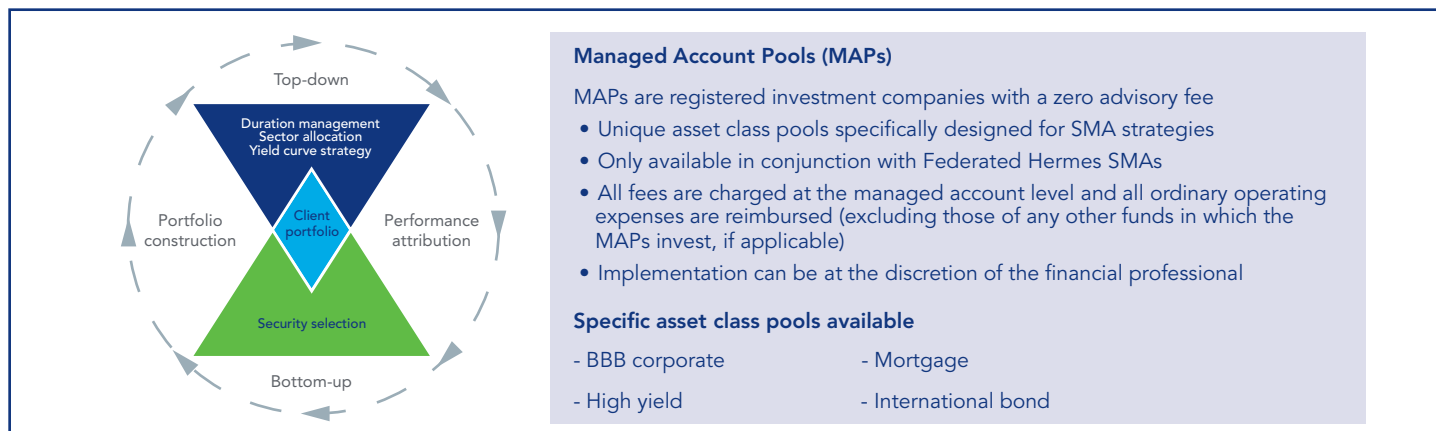 Top-down
Duration management
Sector allocation
Yield curve strategy
Portfolio
construction
Client
portfolio
Performance
attribution
Security selection
Bottom-up
Managed Account Pools (MAPs)
MAPs are registered investment companies with a zero advisory fee
• Unique asset class pools specifically designed for SMA strategies
• Only available in conjunction with Federated Hermes SMAs
• All fees are charged at the managed account level and all ordinary operating
expenses are reimbursed (excluding those of any other funds in which the
MAPs invest, if applicable)
• Implementation can be at the discretion of the financial professional
Specific asset class pools available
- BBB corporate - Mortgage
- High yield - International bond